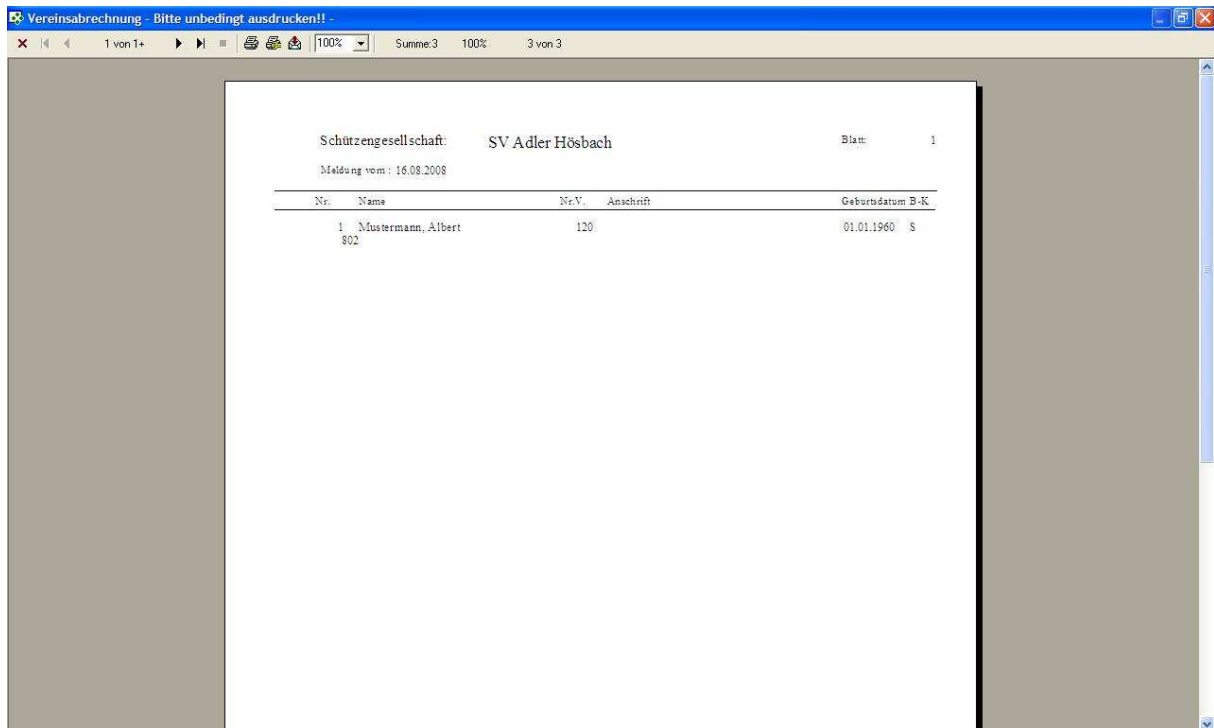 Vereinsabrechnung - Bitte unbedingt ausdrucken!! -
1 von 1+ 100% Summe:3 100% 3 von 3
Schützengesellschaft: SV Adler Hösbach Blatt: 1
Meldung vom : 16.08.2008
Nr. Name Nr.V. Anschrift Geburtsdatum B-K
1 Mustermann, Albert 120 01.01.1960 S
802